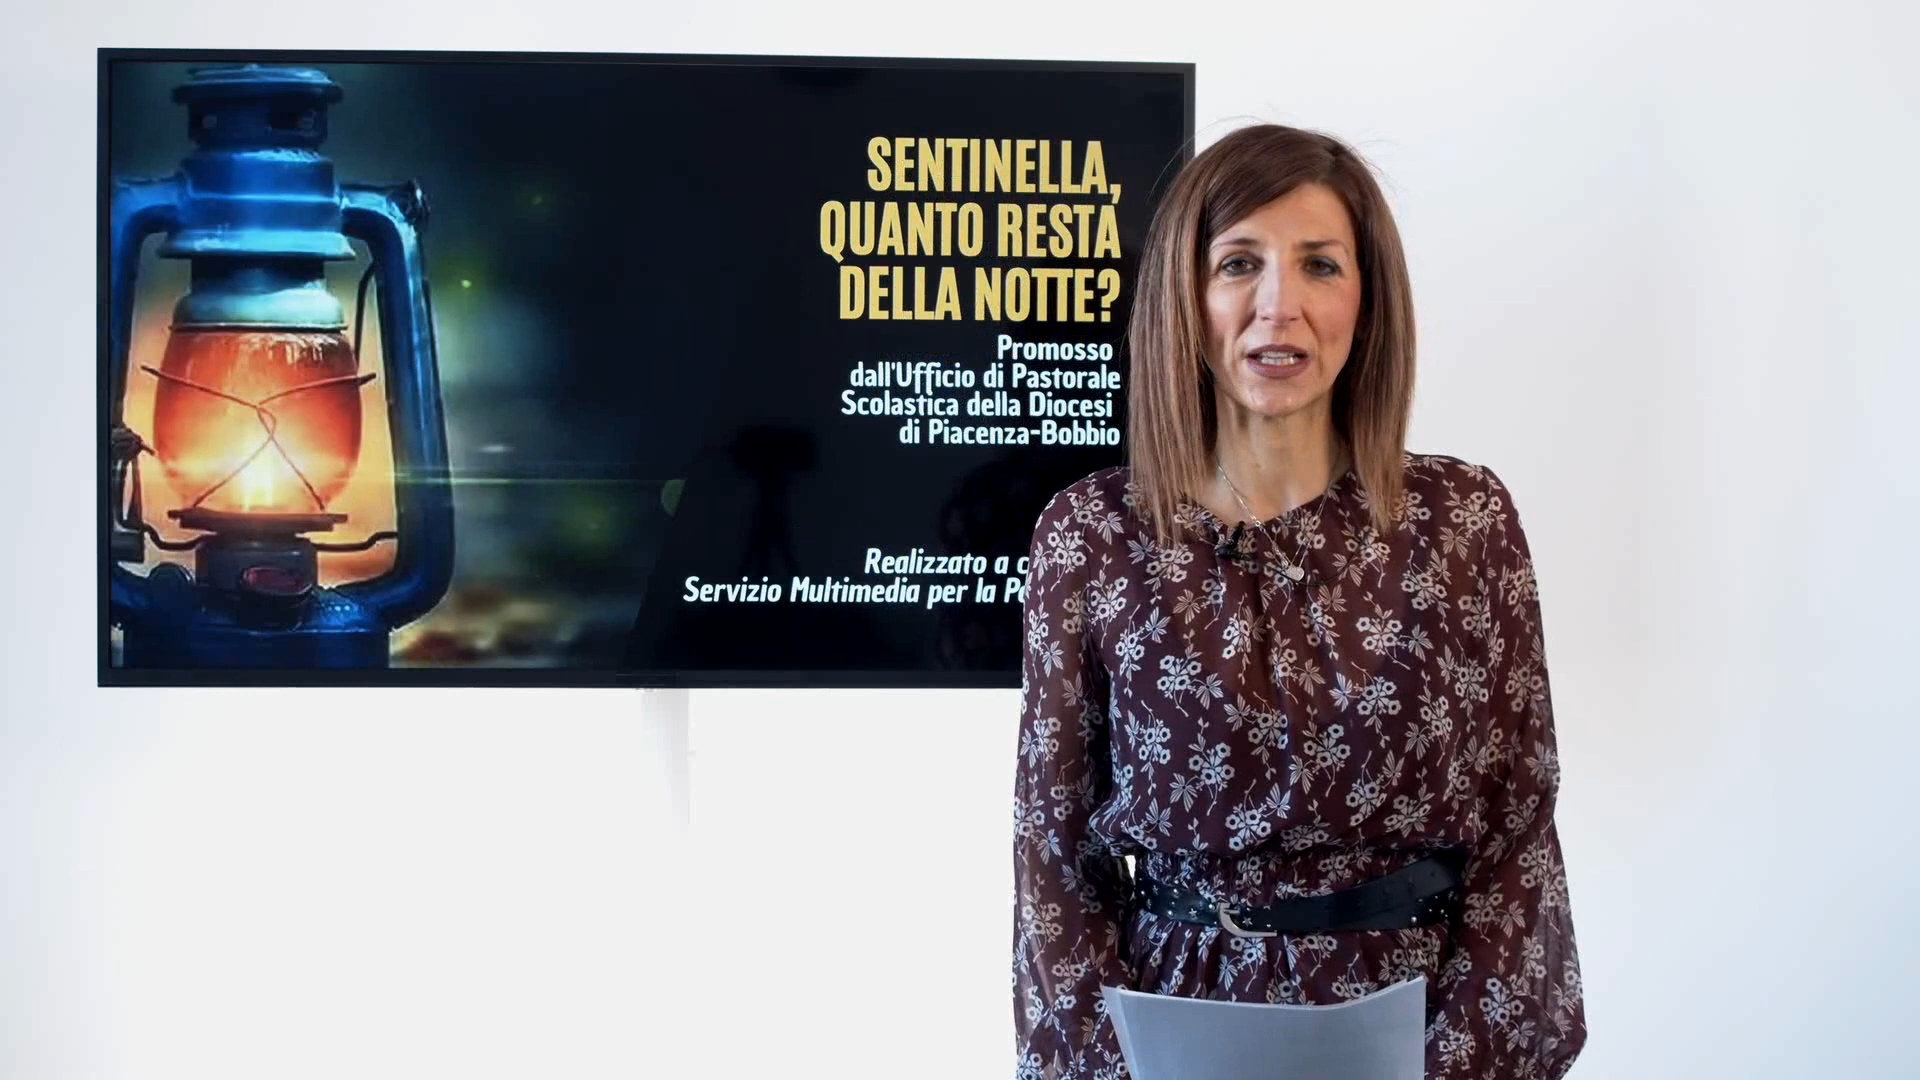 SENTINELLA,
QUANTO RESTA
DELLA NOTTE?
Promosso
dall'Ufficio di Pastorale
Scolastica della Diocesi
di Piacenza-Bobbio
Realizzato a
Servizio Multimedia per la